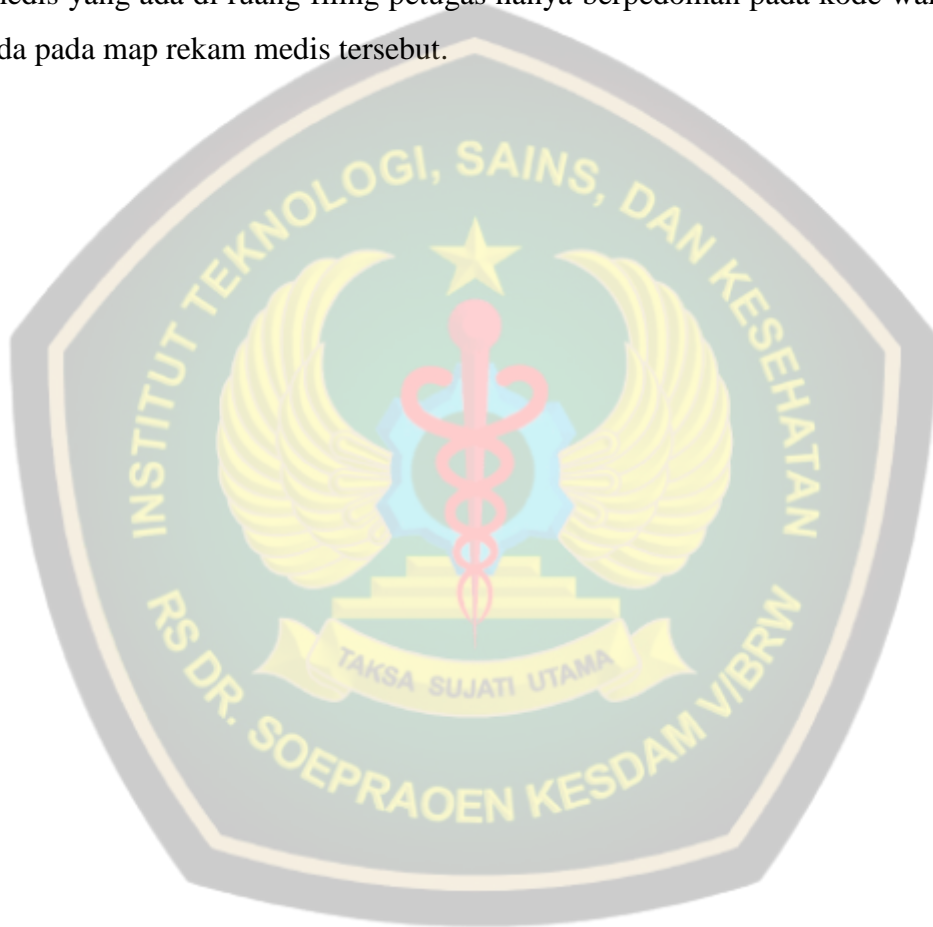 medis yang ada di ruang filing petugas hanya berpedoman pada kode
da pada map rekam medis tersebut.
INSTITUT TEKNOLOGI, SAINS, DAN KESEHATAN
TAKSA SUJATI UTAMA
RS DR. SOEPRAOEN KESDAM V/BRW